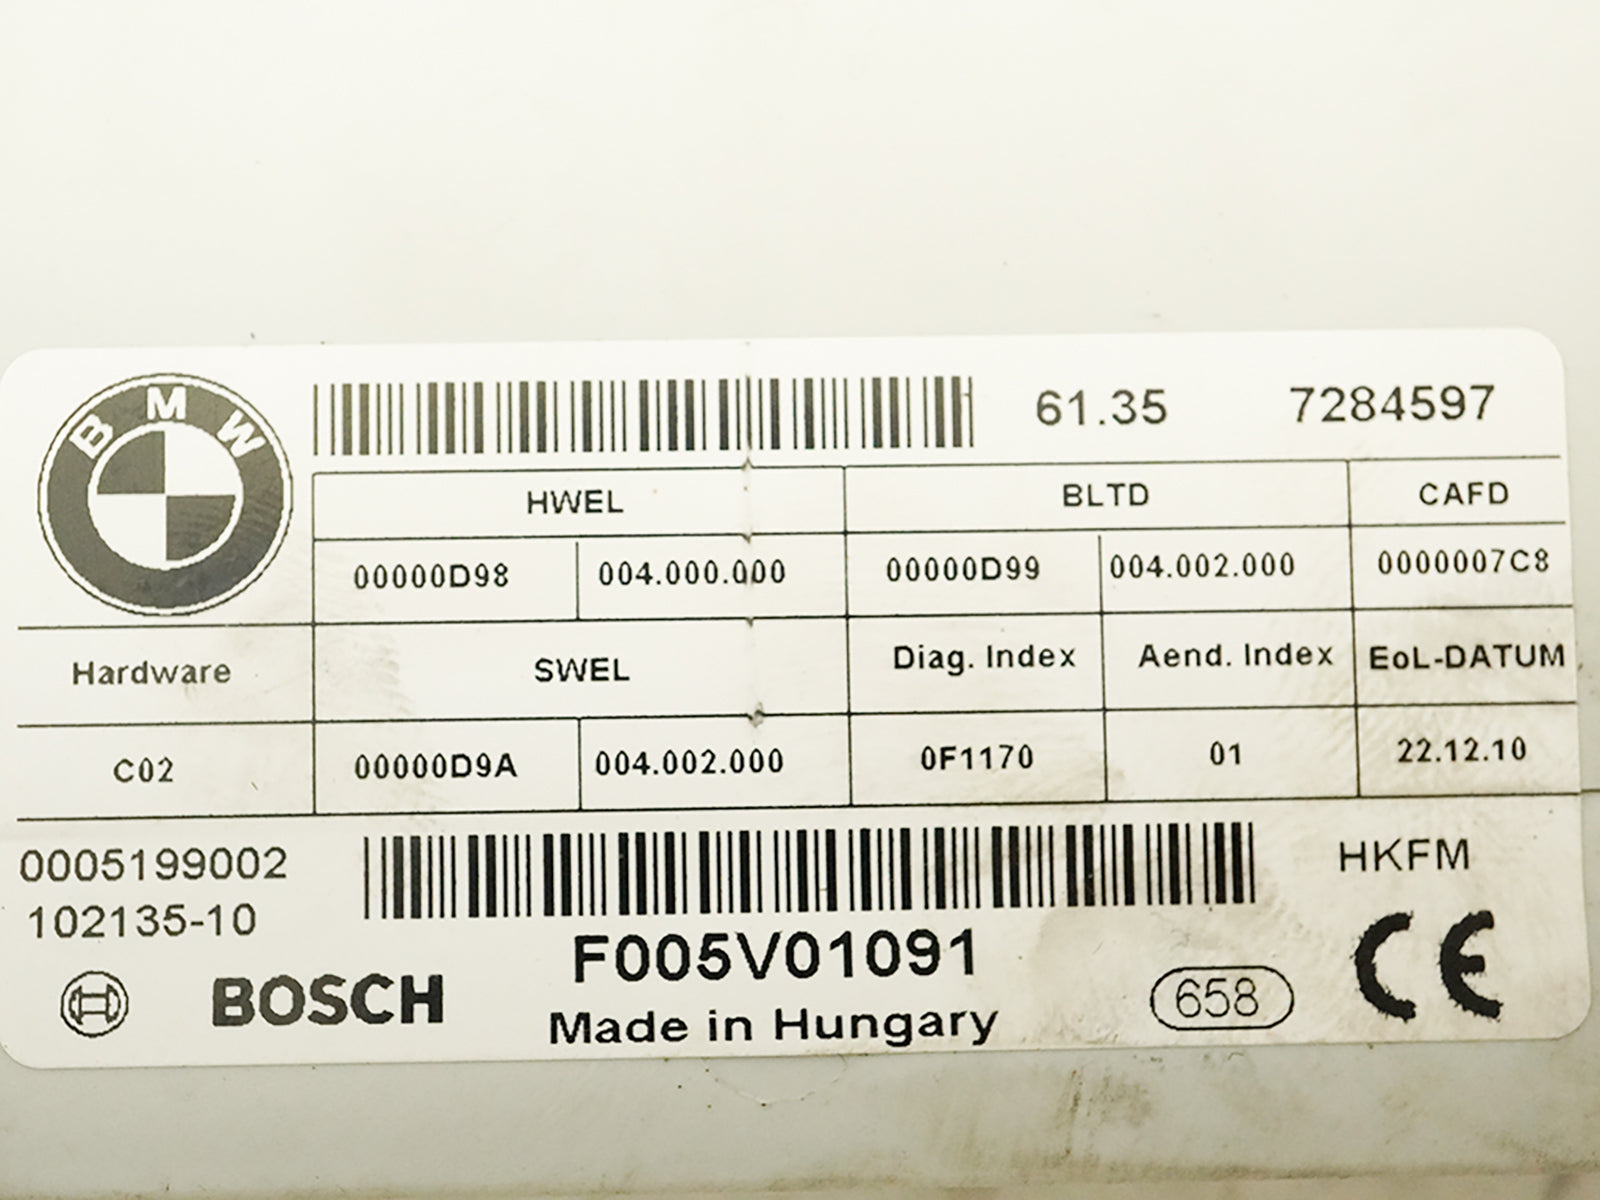 BMW
61.35 7284597
HWEL BLTD CAFD
00000D98 004.000.000 00000D99 004.002.000 0000007C8
Hardware SWEL Diag. Index Aend. Index EoL-DATUM
C02 00000D9A 004.002.000 0F1170 01 22.12.10
0005199002 HKFM
102135-10
F005V01091
BOSCH Made in Hungary 658 CE